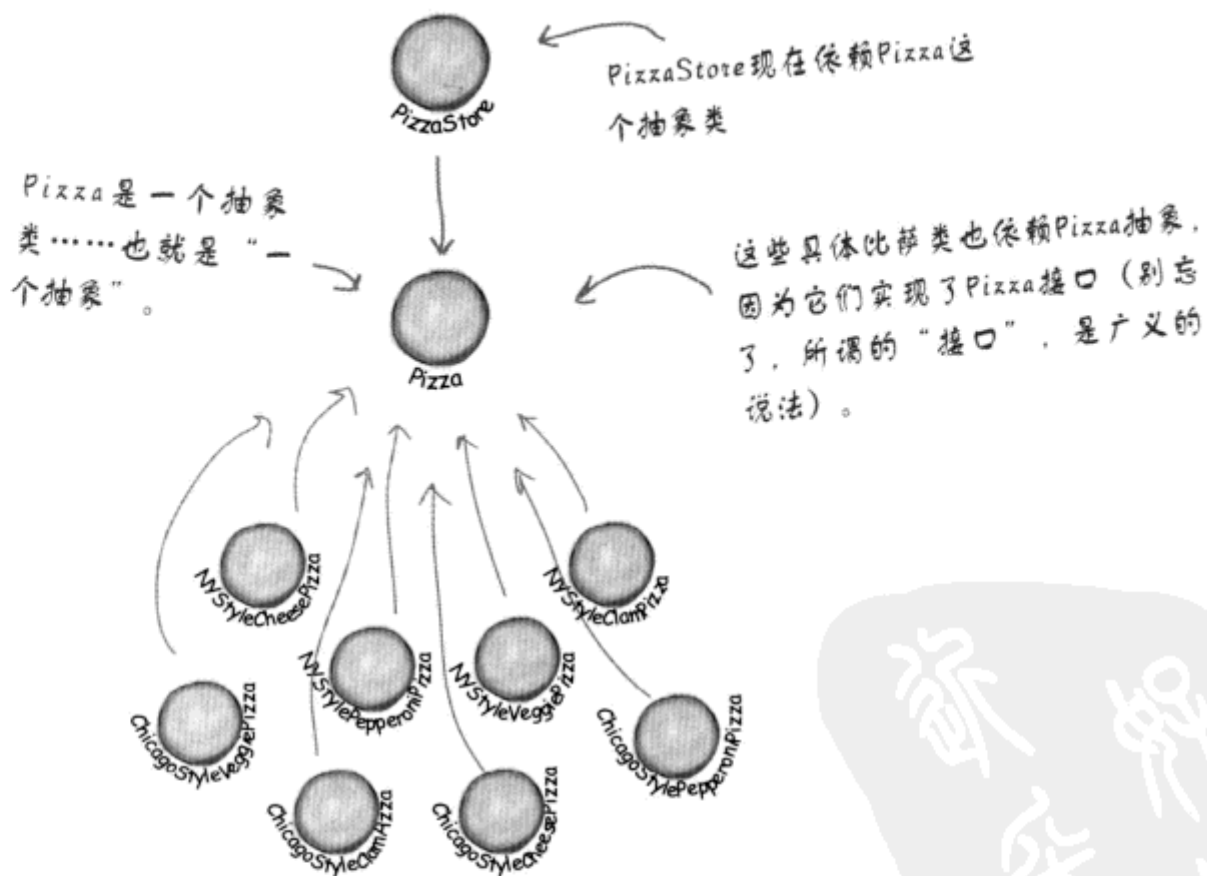 PizzaStore
PizzaStore现在依赖Pizza这
个抽象类
Pizza是一个抽象
类……也就是“一
个抽象”。
这些具体比萨类也依赖Pizza抽象，
因为它们实现了Pizza接口（别忘
了，所谓的“接口”，是广义的
说法）。
Pizza
NYStyleCheesePizza
NYStyleClamPizza
NYStylePepperoniPizza
NYStyleVeggiePizza
ChicagoStyleVeggiePizza
ChicagoStylePepperoniPizza
ChicagoStyleClamPizza
ChicagoStyleCheesePizza